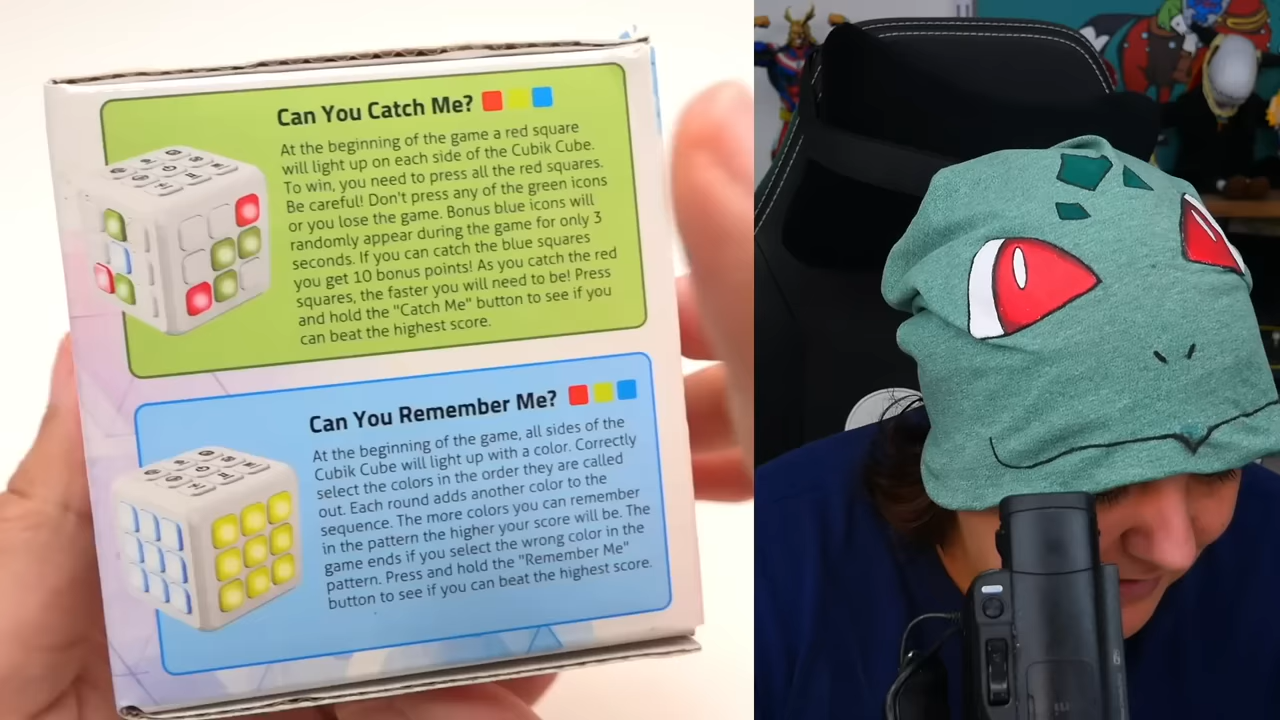 Can You Catch Me?
At the beginning of the game a red square
will light up on each side of the Cubik Cube.
To win, you need to press all the red squares.
Be careful! Don't press any of the green icons
or you lose the game. Bonus blue icons will
randomly appear during the game for only 3
seconds. If you can catch the blue squares
you get 10 bonus points! As you catch the red
squares, the faster you will need to be! Press
and hold the "Catch Me" button to see if you
can beat the highest score.
Can You Remember Me?
At the beginning of the game, all sides of the
Cubik Cube will light up with a color. Correctly
select the colors in the order they are called
out. Each round adds another color to the
sequence. The more colors you can remember
in the pattern the higher your score will be. The
game ends if you select the wrong color in the
pattern. Press and hold the "Remember Me"
button to see if you can beat the highest score.